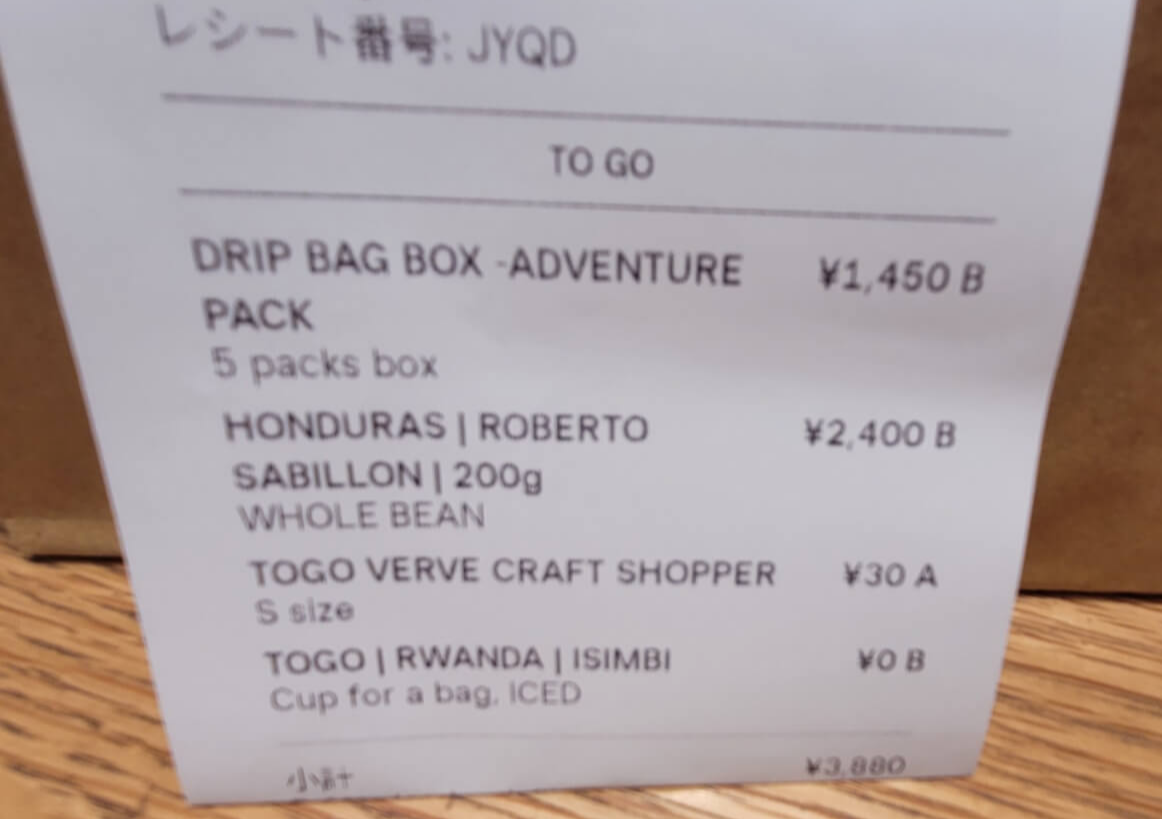 レシート番号: JYQD
TO GO
DRIP BAG BOX -ADVENTURE ¥1,450 B
PACK
5 packs box
HONDURAS | ROBERTO ¥2,400 B
SABILLON | 200g
WHOLE BEAN
TOGO VERVE CRAFT SHOPPER ¥30 A
S size
TOGO | RWANDA | ISIMBI ¥0 B
Cup for a bag, ICED
小計 ¥3,880